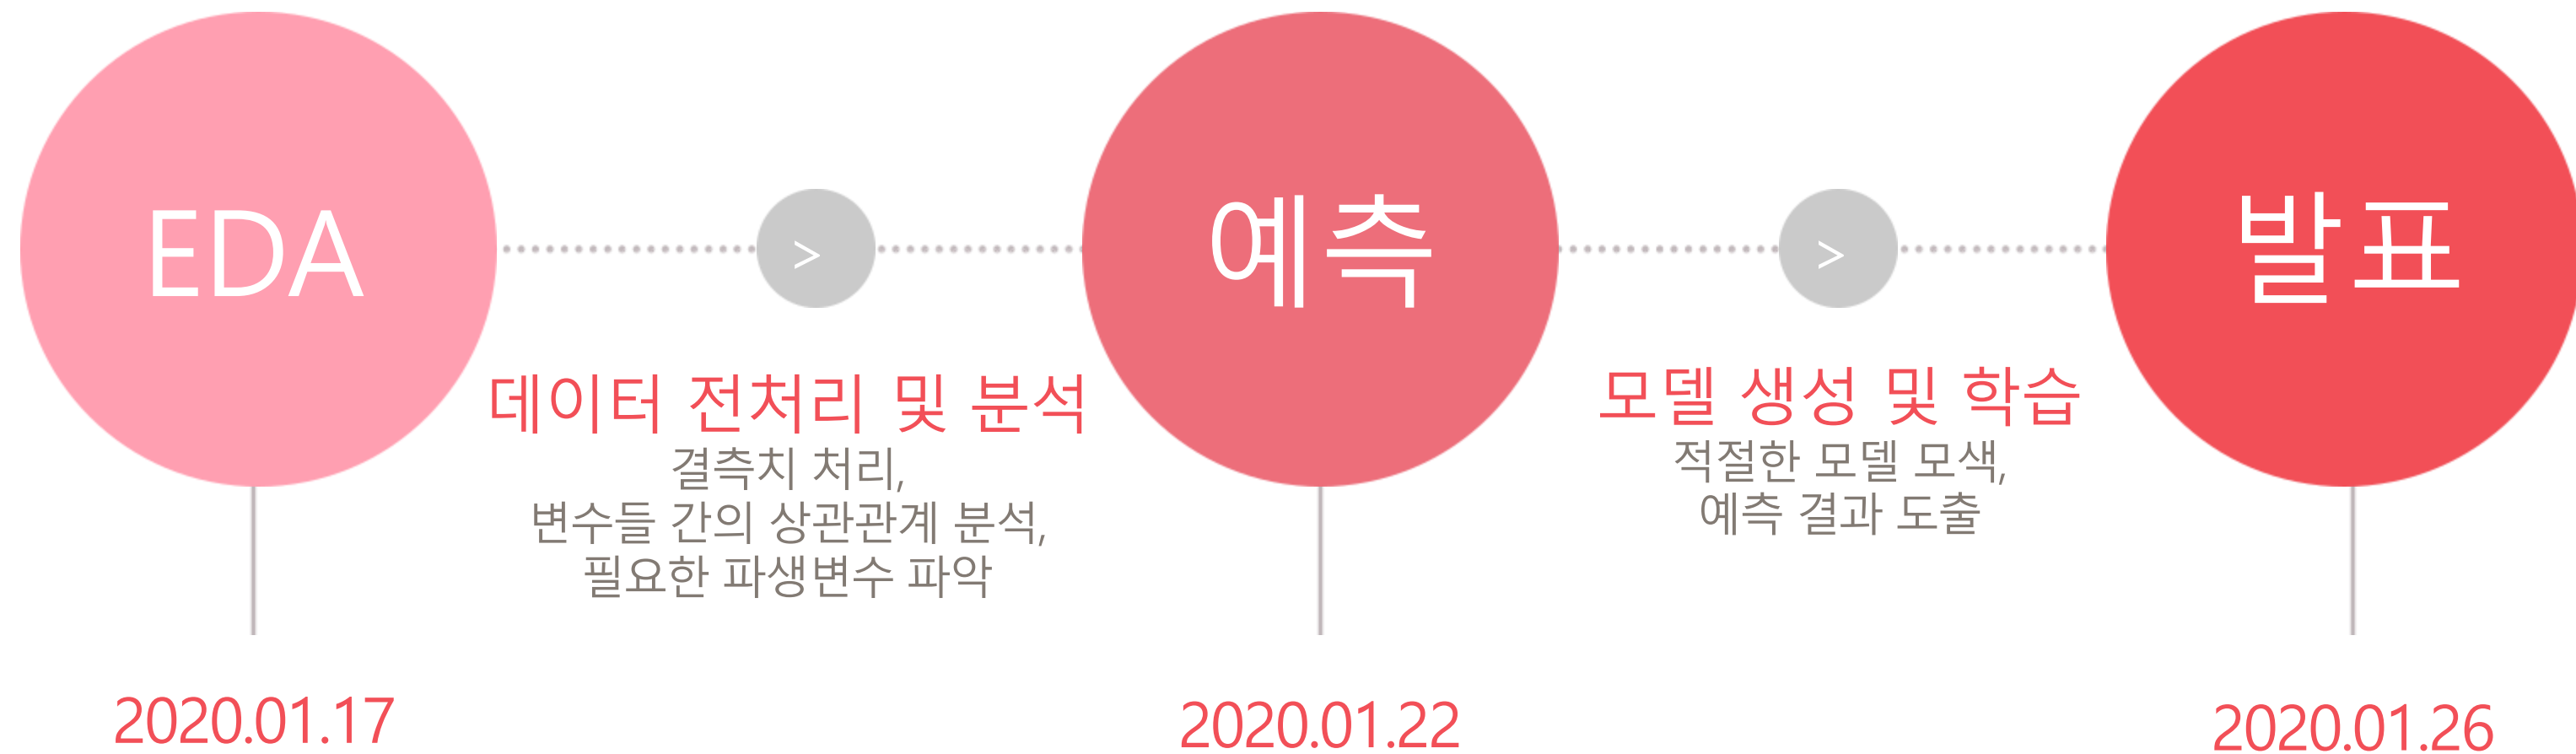 EDA
>
예측
>
발표
데이터 전처리 및 분석
결측치 처리,
변수들 간의 상관관계 분석,
필요한 파생변수 파악
모델 생성 및 학습
적절한 모델 모색,
예측 결과 도출
2020.01.17
2020.01.22
2020.01.26